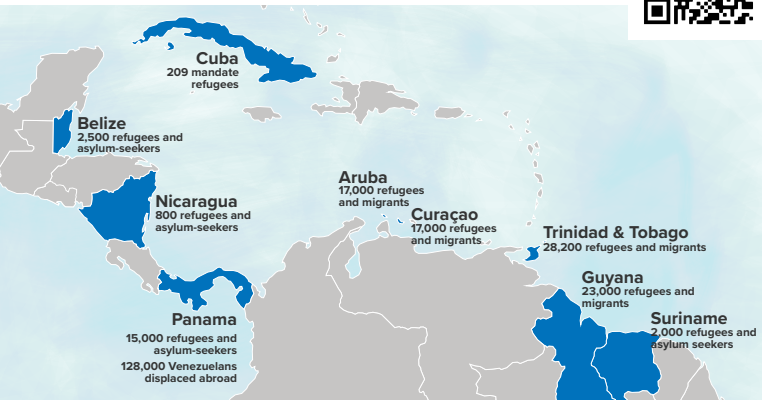 Cuba
209 mandate
refugees
Belize
2,500 refugees and
asylum-seekers
Nicaragua
800 refugees and
asylum-seekers
Aruba
17,000 refugees
and migrants
Curaçao
17,000 refugees
and migrants
Trinidad & Tobago
28,200 refugees and migrants
Guyana
23,000 refugees and
migrants
Suriname
2,000 refugees and
asylum seekers
Panama
15,000 refugees and
asylum-seekers
128,000 Venezuelans
displaced abroad